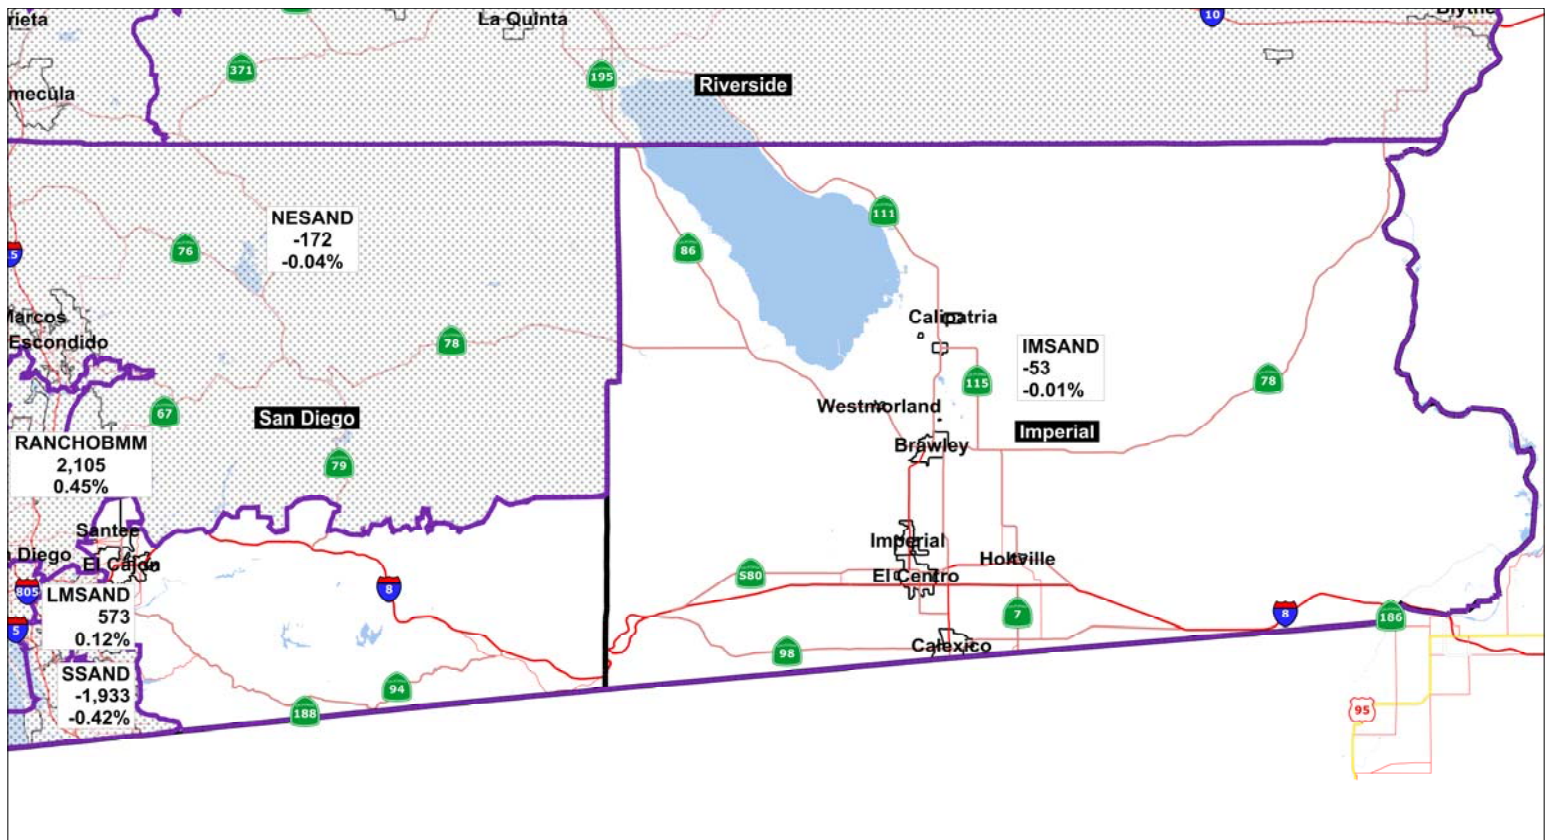 rieta
La Quinta
10
Blythe
371
195
Riverside
mecula
NESAND
-172
-0.04%
76
5
111
86
Marcos
Escondido
78
Calipatria
IMSAND
-53
-0.01%
115
78
67
San Diego
Westmorland
Imperial
Brawley
RANCHOBMM
2,105
0.45%
79
Santee
Imperial
Diego
El Cajon
Holtville
El Centro
580
805
8
LMSAND
573
0.12%
7
8
186
5
Calexico
98
SSAND
-1,933
-0.42%
94
188
95